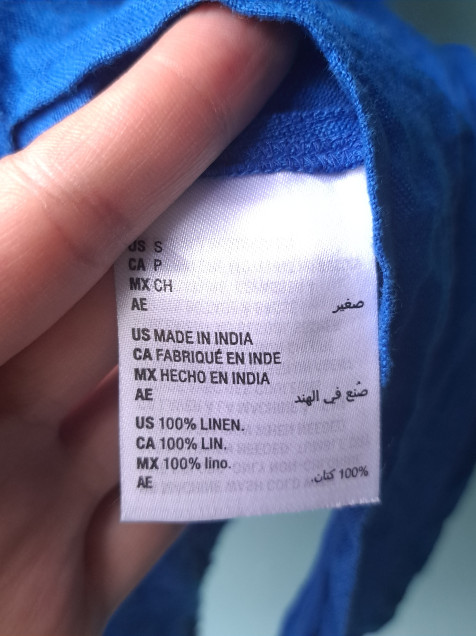 US S
CA P
MX CH
AE صغير
US MADE IN INDIA
CA FABRIQUÉ EN INDE
MX HECHO EN INDIA
AE صُنع في الهند
US 100% LINEN.
CA 100% LIN.
MX 100% lino.
AE 100% كتان.